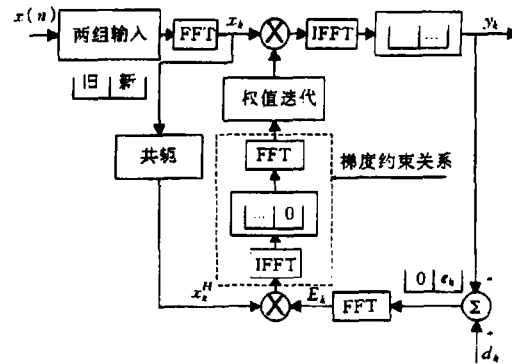 x(n)
两组输入
FFT
x_k
IFFT
...
y_k
旧 新
权值迭代
共轭
FFT
梯度约束关系
... 0
IFFT
x_k^H
E_k
FFT
0 e_k
-
Σ
+
d_k